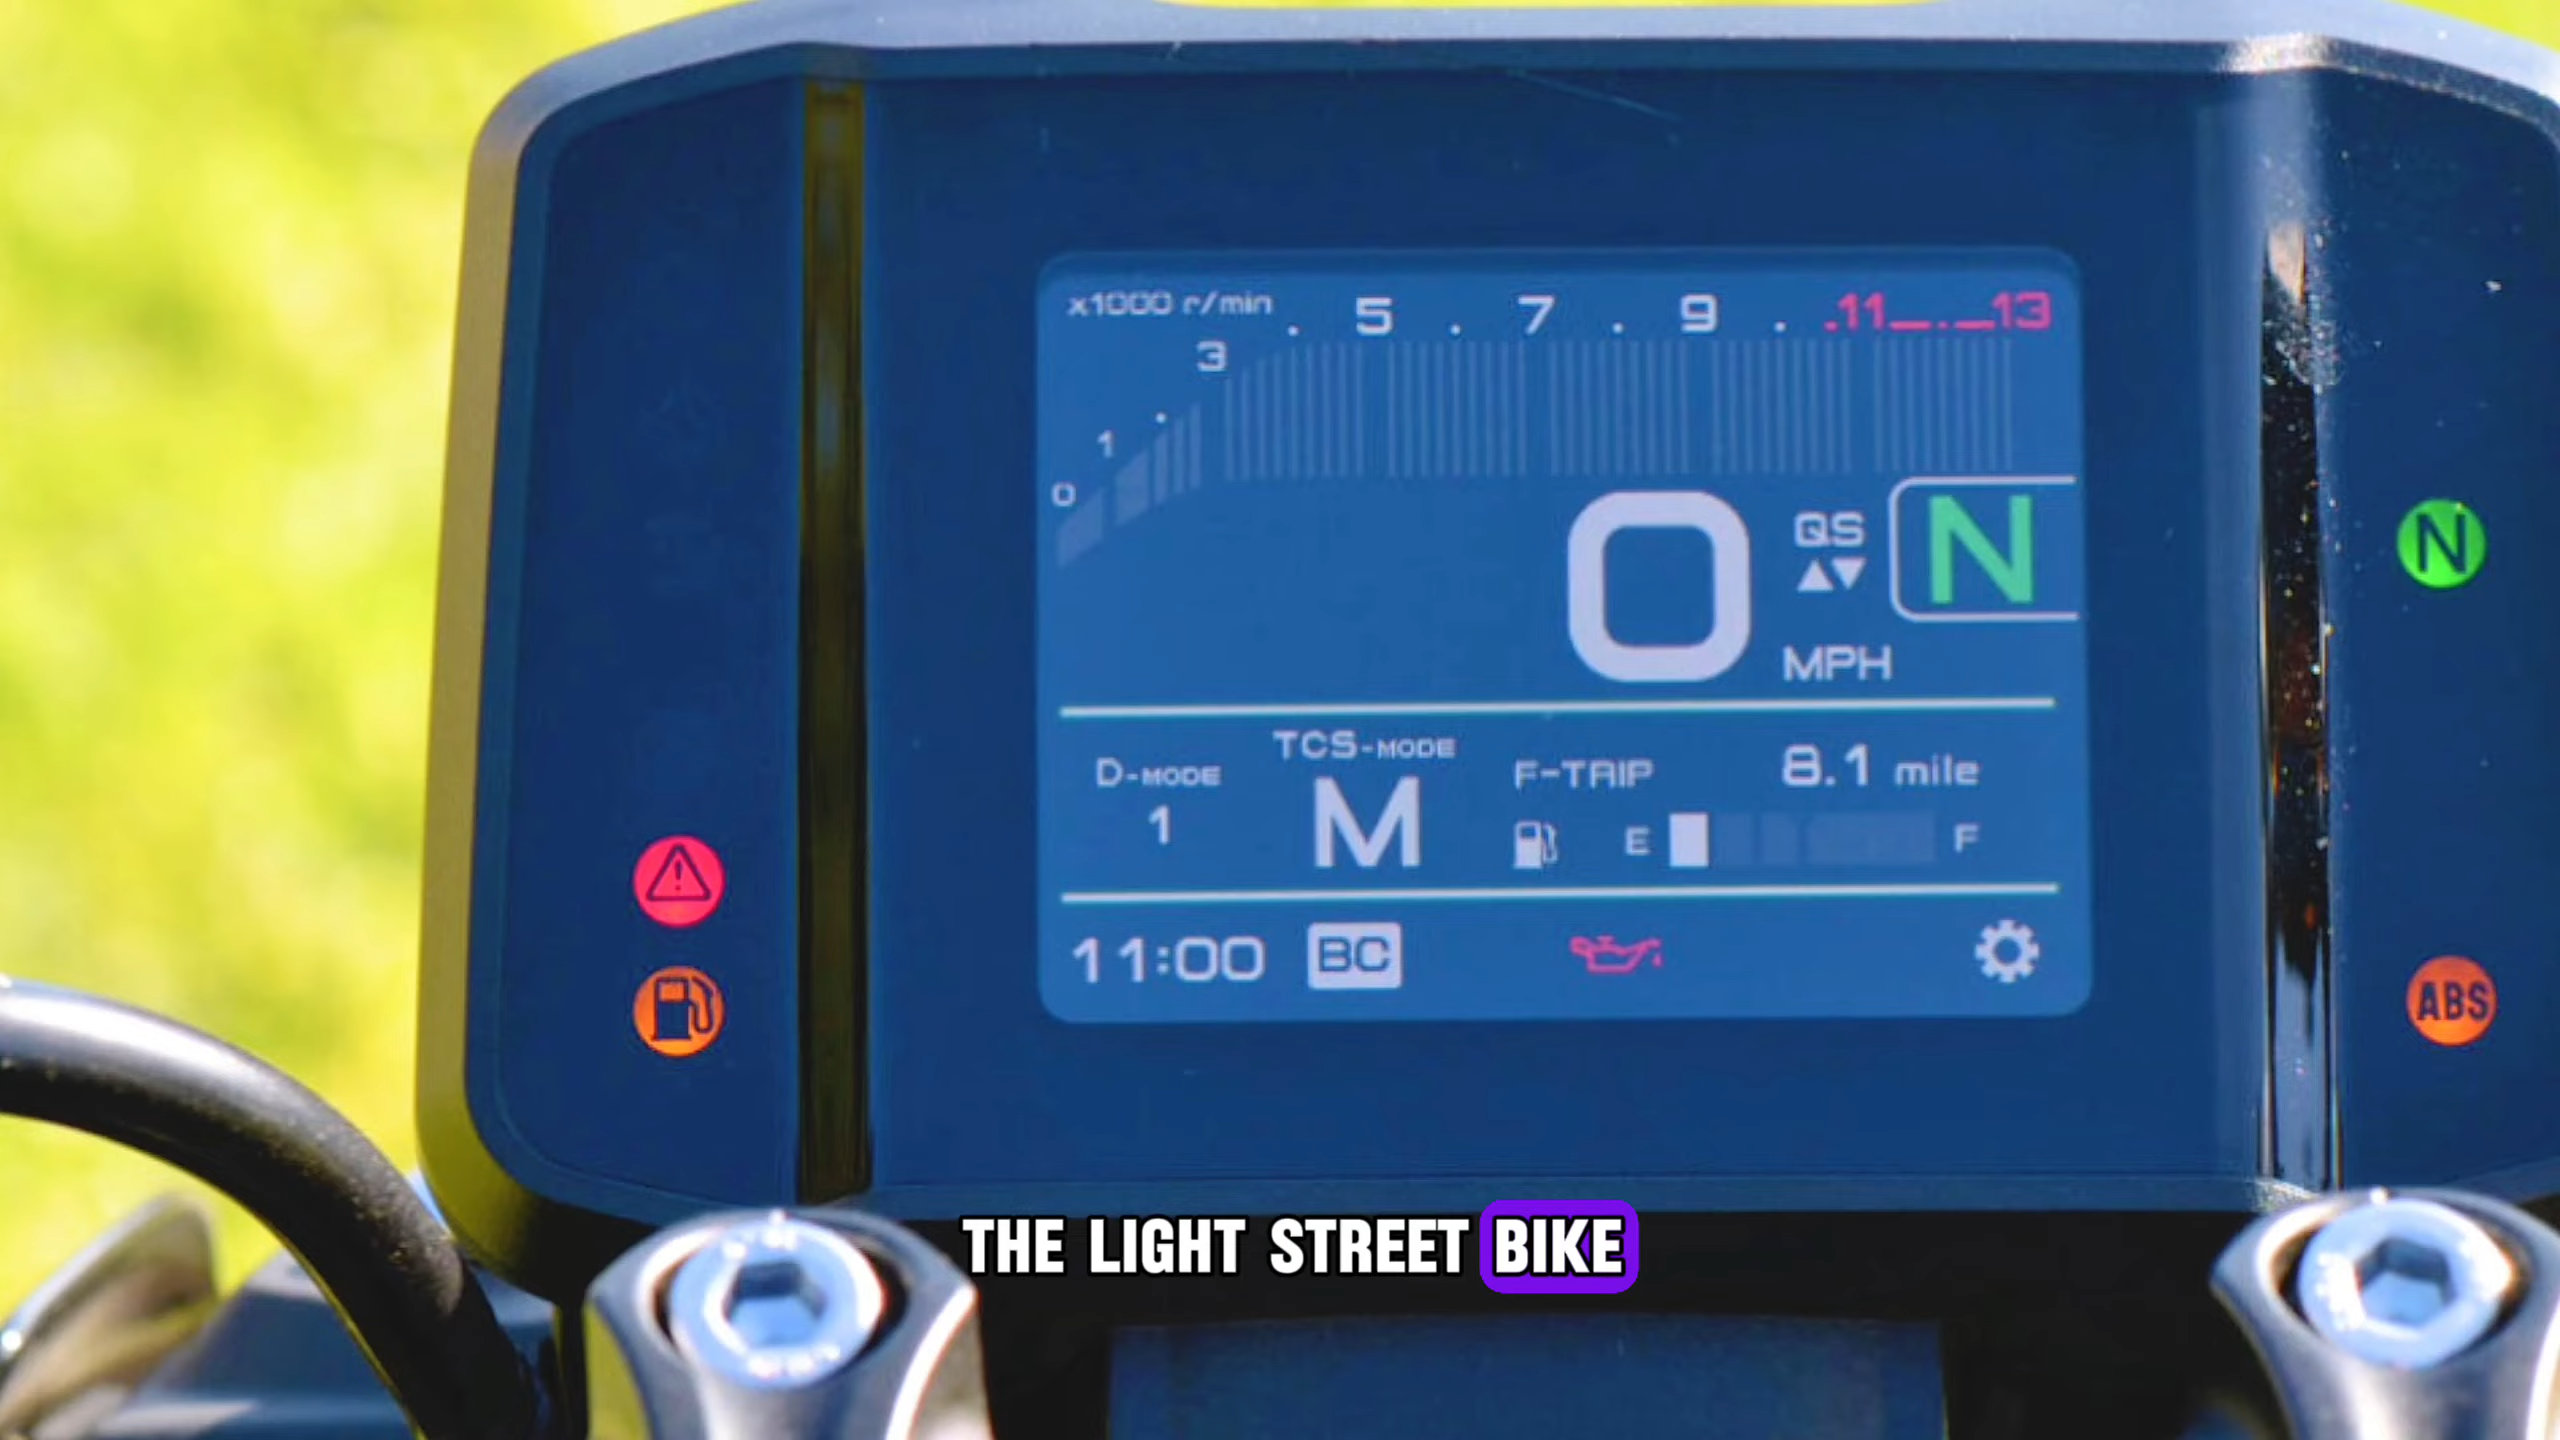 x1000 r/min
0 1 3 5 7 9 11 13
0
QS
N
MPH
N
D-MODE
1
TCS-MODE
M
F-TRIP 8.1 mile
E F
11:00 BC
ABS
THE LIGHT STREET BIKE